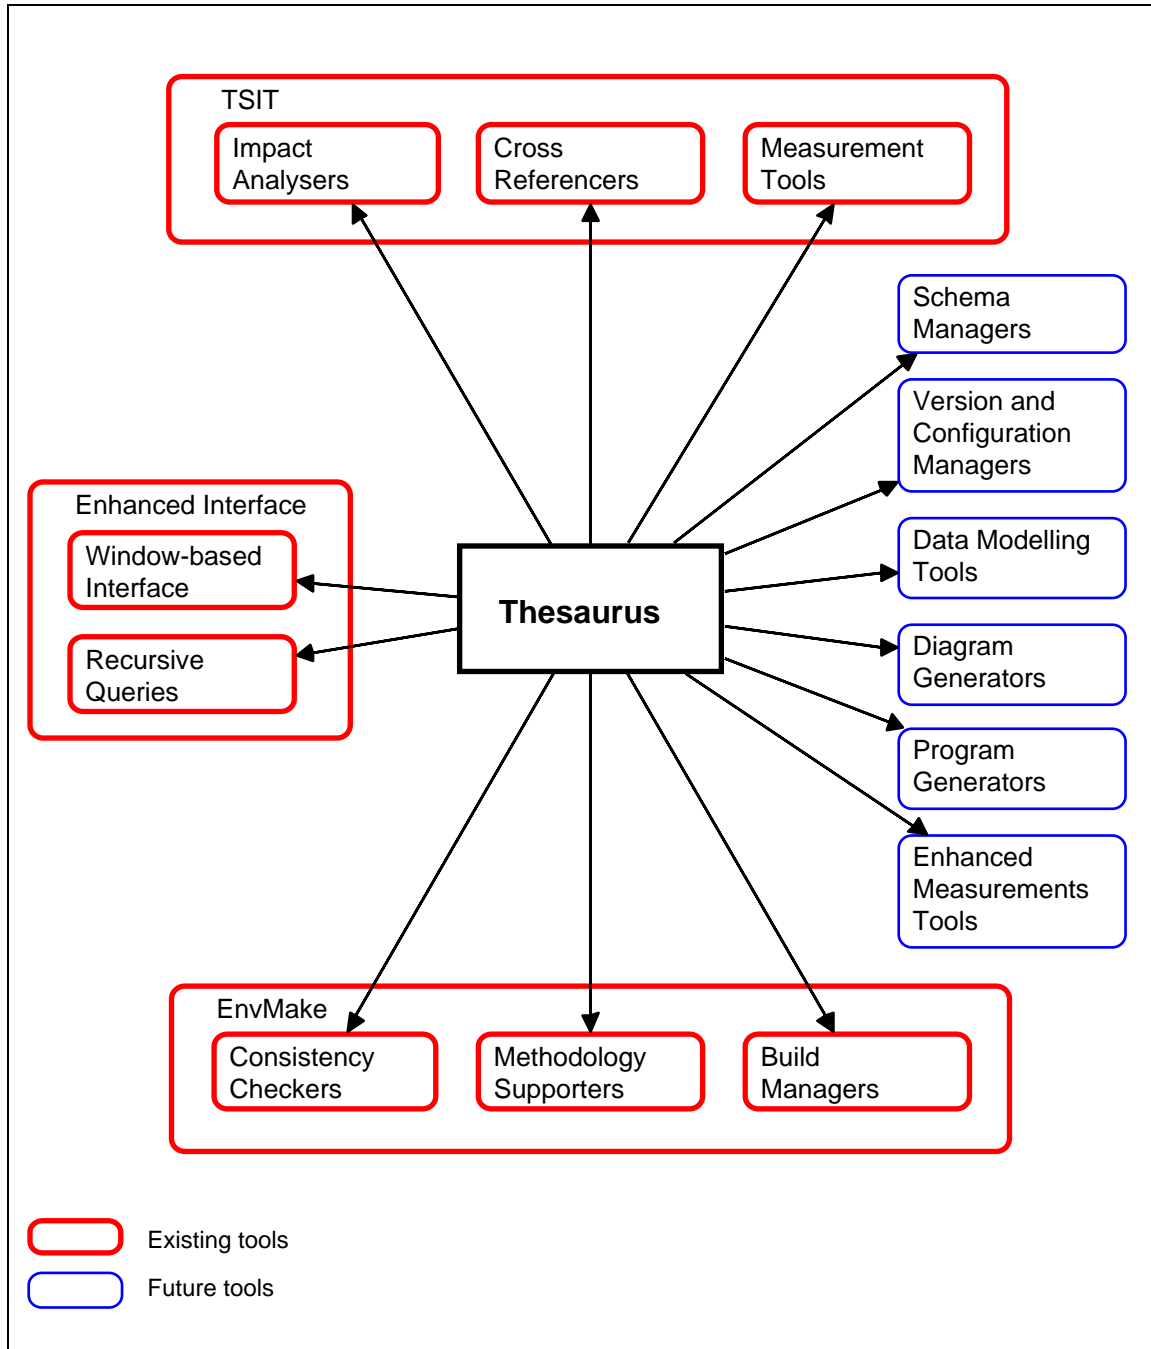 TSIT
Impact
Analysers
Cross
Referencers
Measurement
Tools
Schema
Managers
Version and
Configuration
Managers
Enhanced Interface
Window-based
Interface
Recursive
Queries
Thesaurus
Data Modelling
Tools
Diagram
Generators
Program
Generators
Enhanced
Measurements
Tools
EnvMake
Consistency
Checkers
Methodology
Supporters
Build
Managers
Existing tools
Future tools